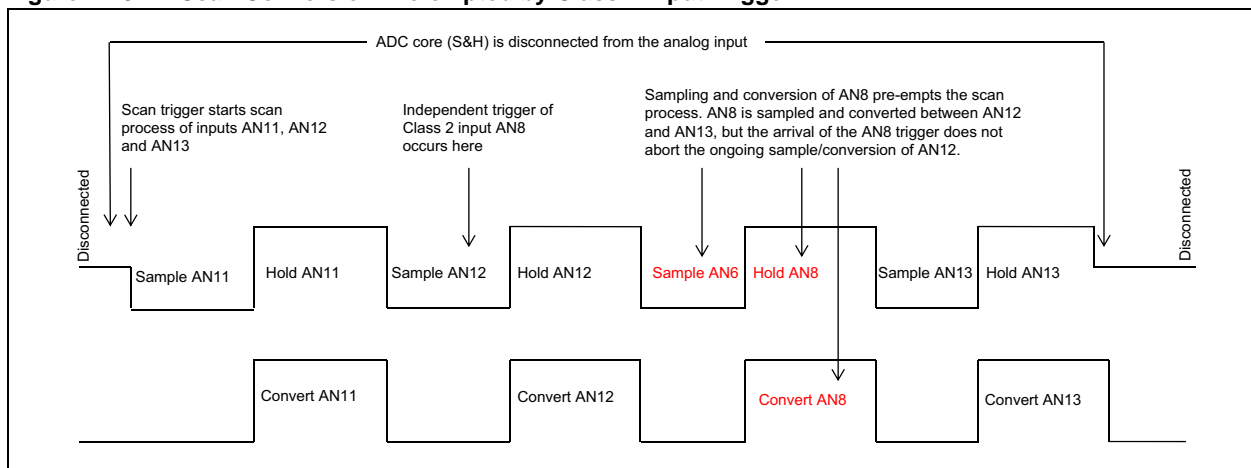 ADC core (S&H) is disconnected from the analog input
Scan trigger starts scan
process of inputs AN11, AN12
and AN13
Independent trigger of
Class 2 input AN8
occurs here
Sampling and conversion of AN8 pre-empts the scan
process. AN8 is sampled and converted between AN12
and AN13, but the arrival of the AN8 trigger does not
abort the ongoing sample/conversion of AN12.
Disconnected
Disconnected
Sample AN11
Hold AN11
Sample AN12
Hold AN12
Sample AN6
Hold AN8
Sample AN13
Hold AN13
Convert AN11
Convert AN12
Convert AN8
Convert AN13